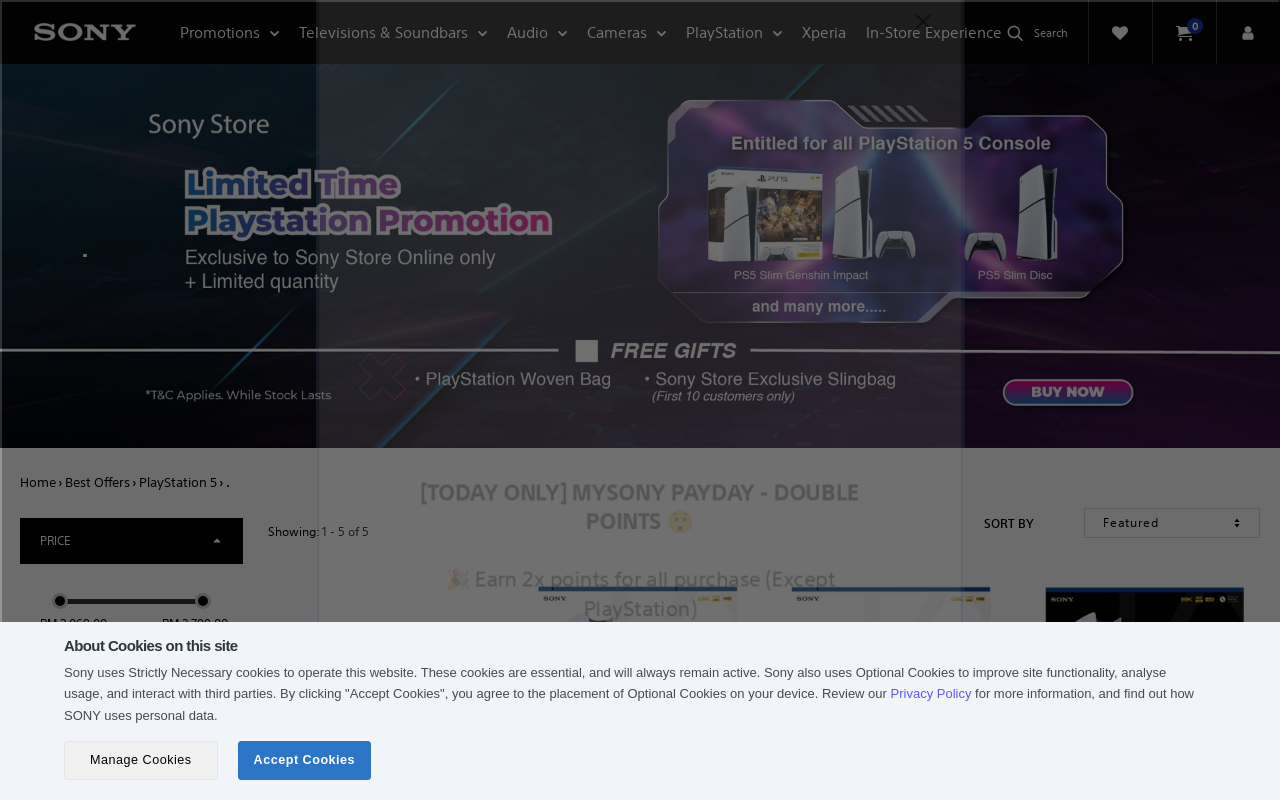 SONY
Promotions
Televisions & Soundbars
Audio
Cameras
PlayStation
Xperia
In-Store Experience
Search
0
Sony Store
Limited Time
Playstation Promotion
Exclusive to Sony Store Online only
+ Limited quantity
Entitled for all PlayStation 5 Console
PS5 Slim Genshin Impact
PS5 Slim Disc
and many more.....
FREE GIFTS
• PlayStation Woven Bag
• Sony Store Exclusive Slingbag
(First 10 customers only)
*T&C Applies. While Stock Lasts
BUY NOW
Home › Best Offers › PlayStation 5 › .
PRICE
Showing: 1 - 5 of 5
SORT BY
Featured
[TODAY ONLY] MYSONY PAYDAY - DOUBLE
POINTS 😲
🎉 Earn 2x points for all purchase (Except
PlayStation)
SONY
SONY
SONY
About Cookies on this site
Sony uses Strictly Necessary cookies to operate this website. These cookies are essential, and will always remain active. Sony also uses Optional Cookies to improve site functionality, analyse
usage, and interact with third parties. By clicking "Accept Cookies", you agree to the placement of Optional Cookies on your device. Review our Privacy Policy for more information, and find out how
SONY uses personal data.
Manage Cookies
Accept Cookies